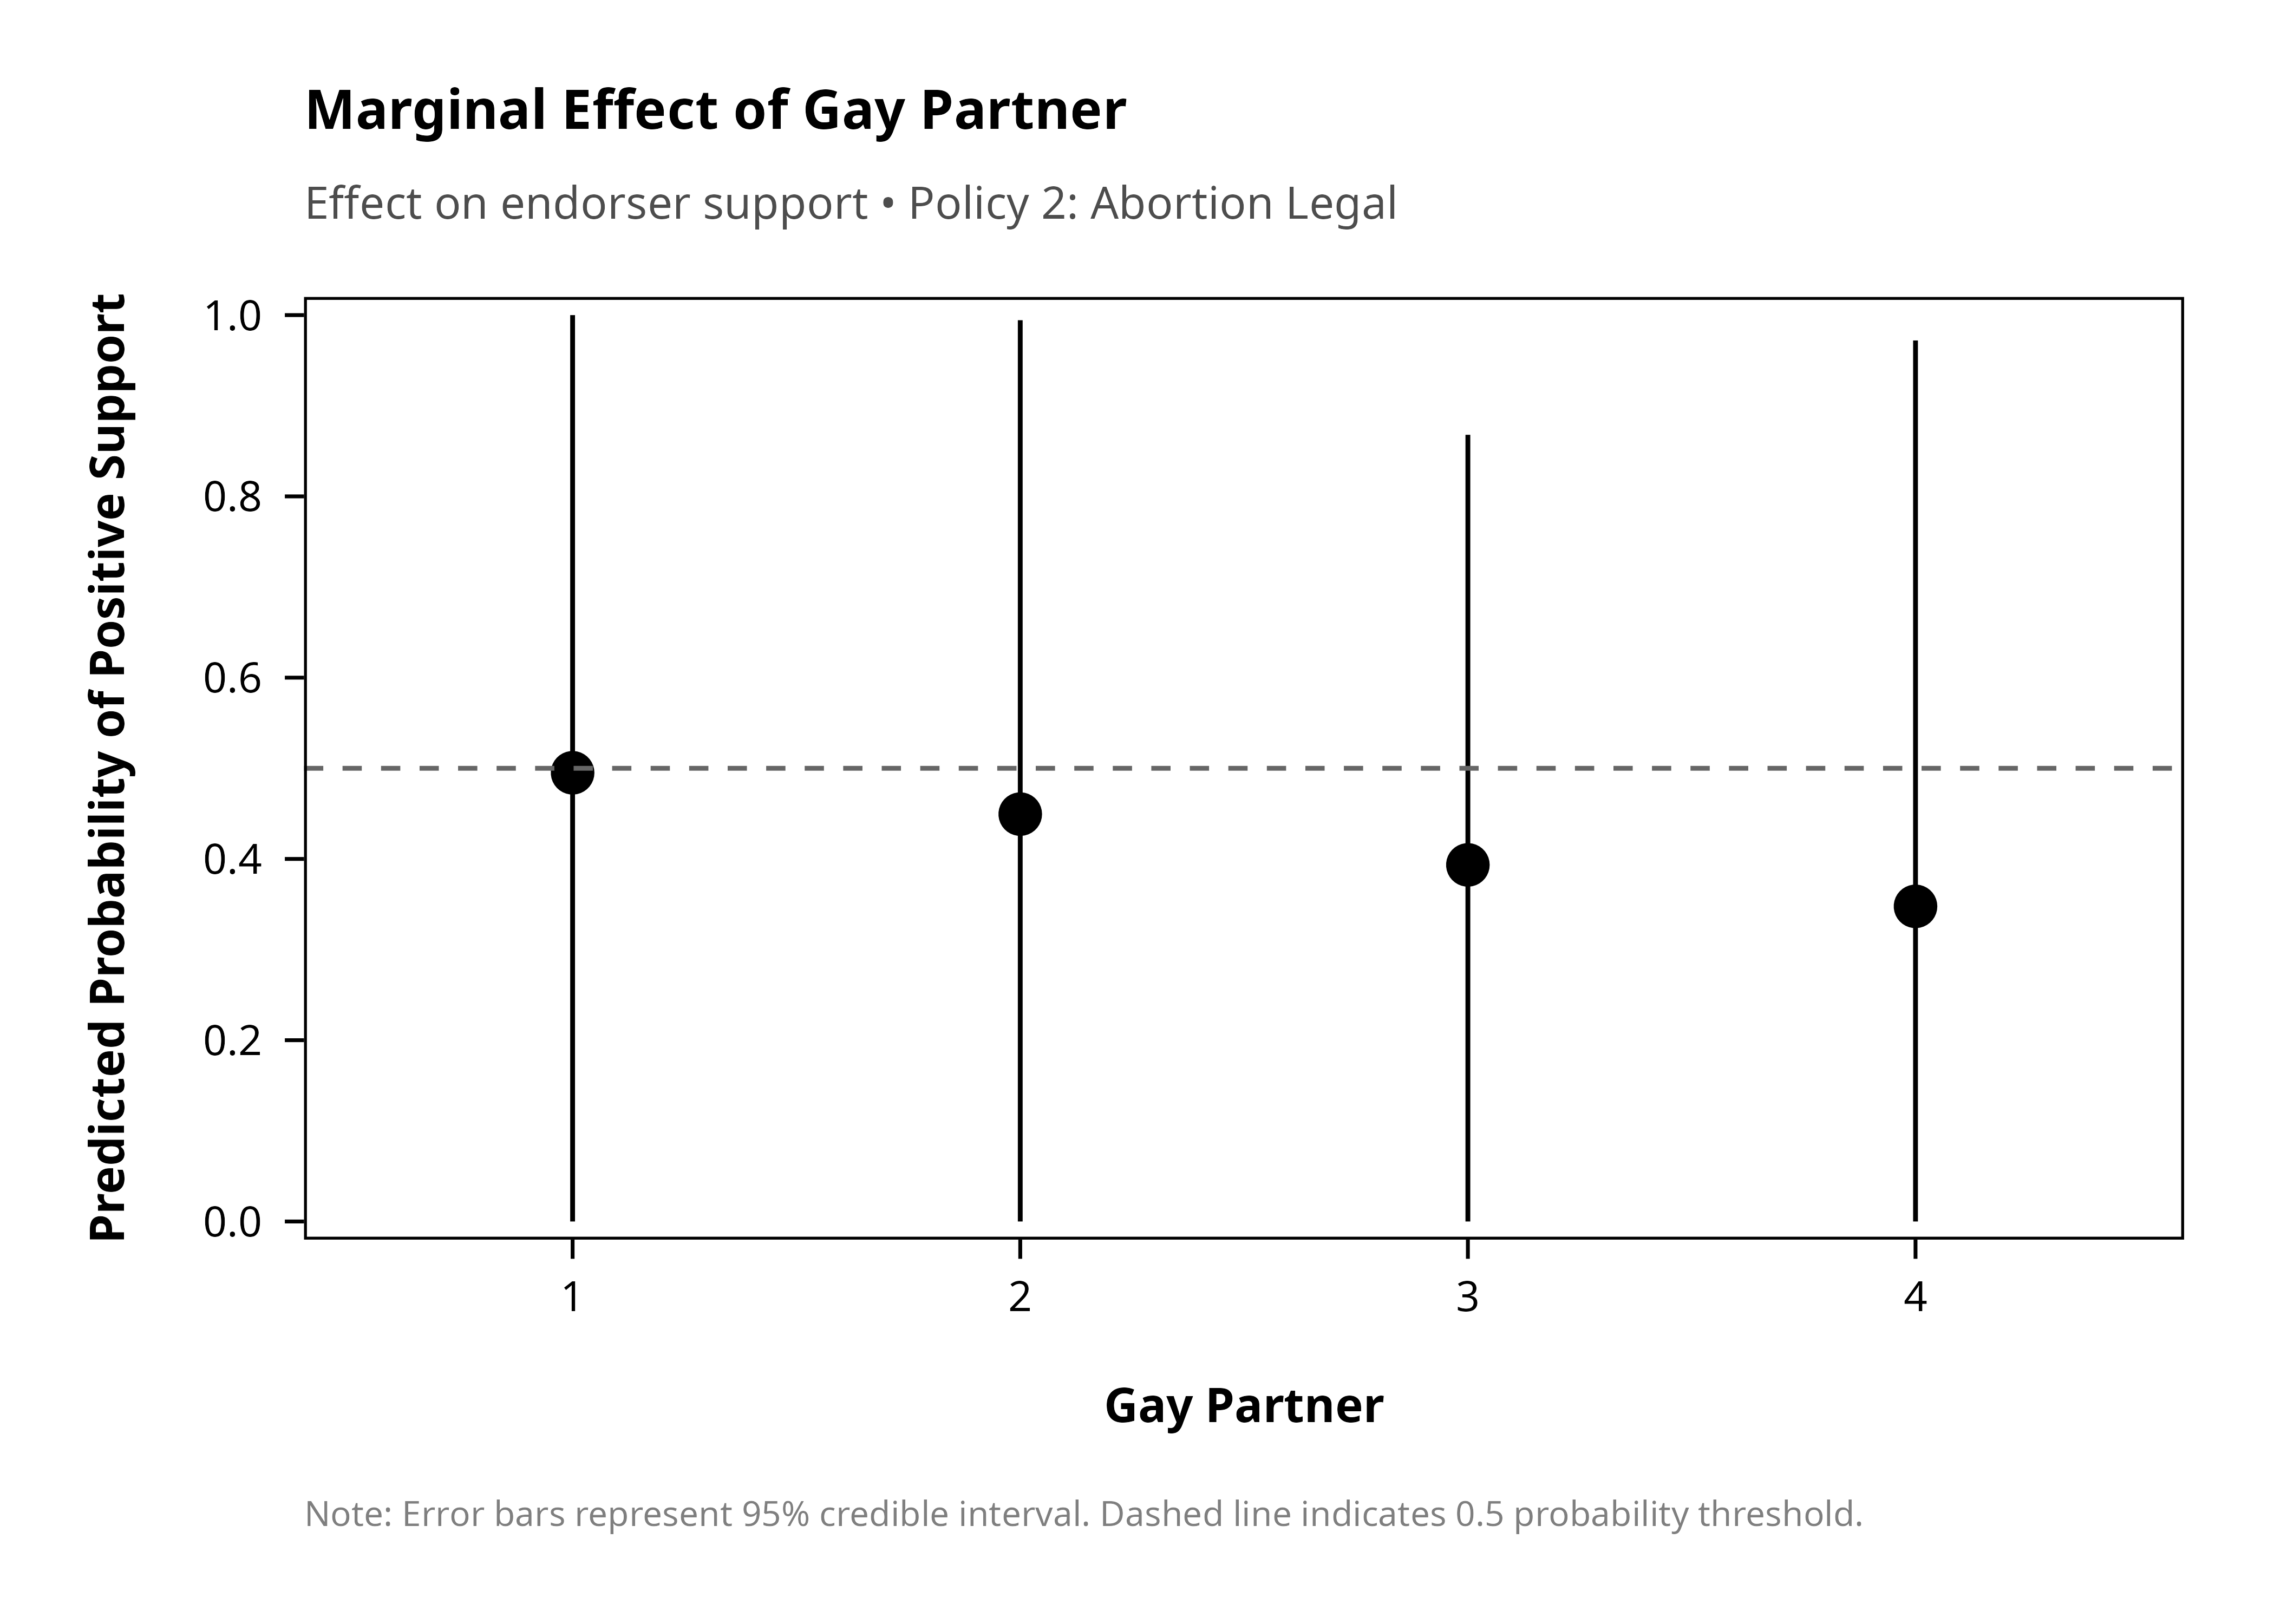 Marginal Effect of Gay Partner
Effect on endorser support • Policy 2: Abortion Legal
Predicted Probability of Positive Support
1.0
0.8
0.6
0.4
0.2
0.0
1
2
3
4
Gay Partner
Note: Error bars represent 95% credible interval. Dashed line indicates 0.5 probability threshold.